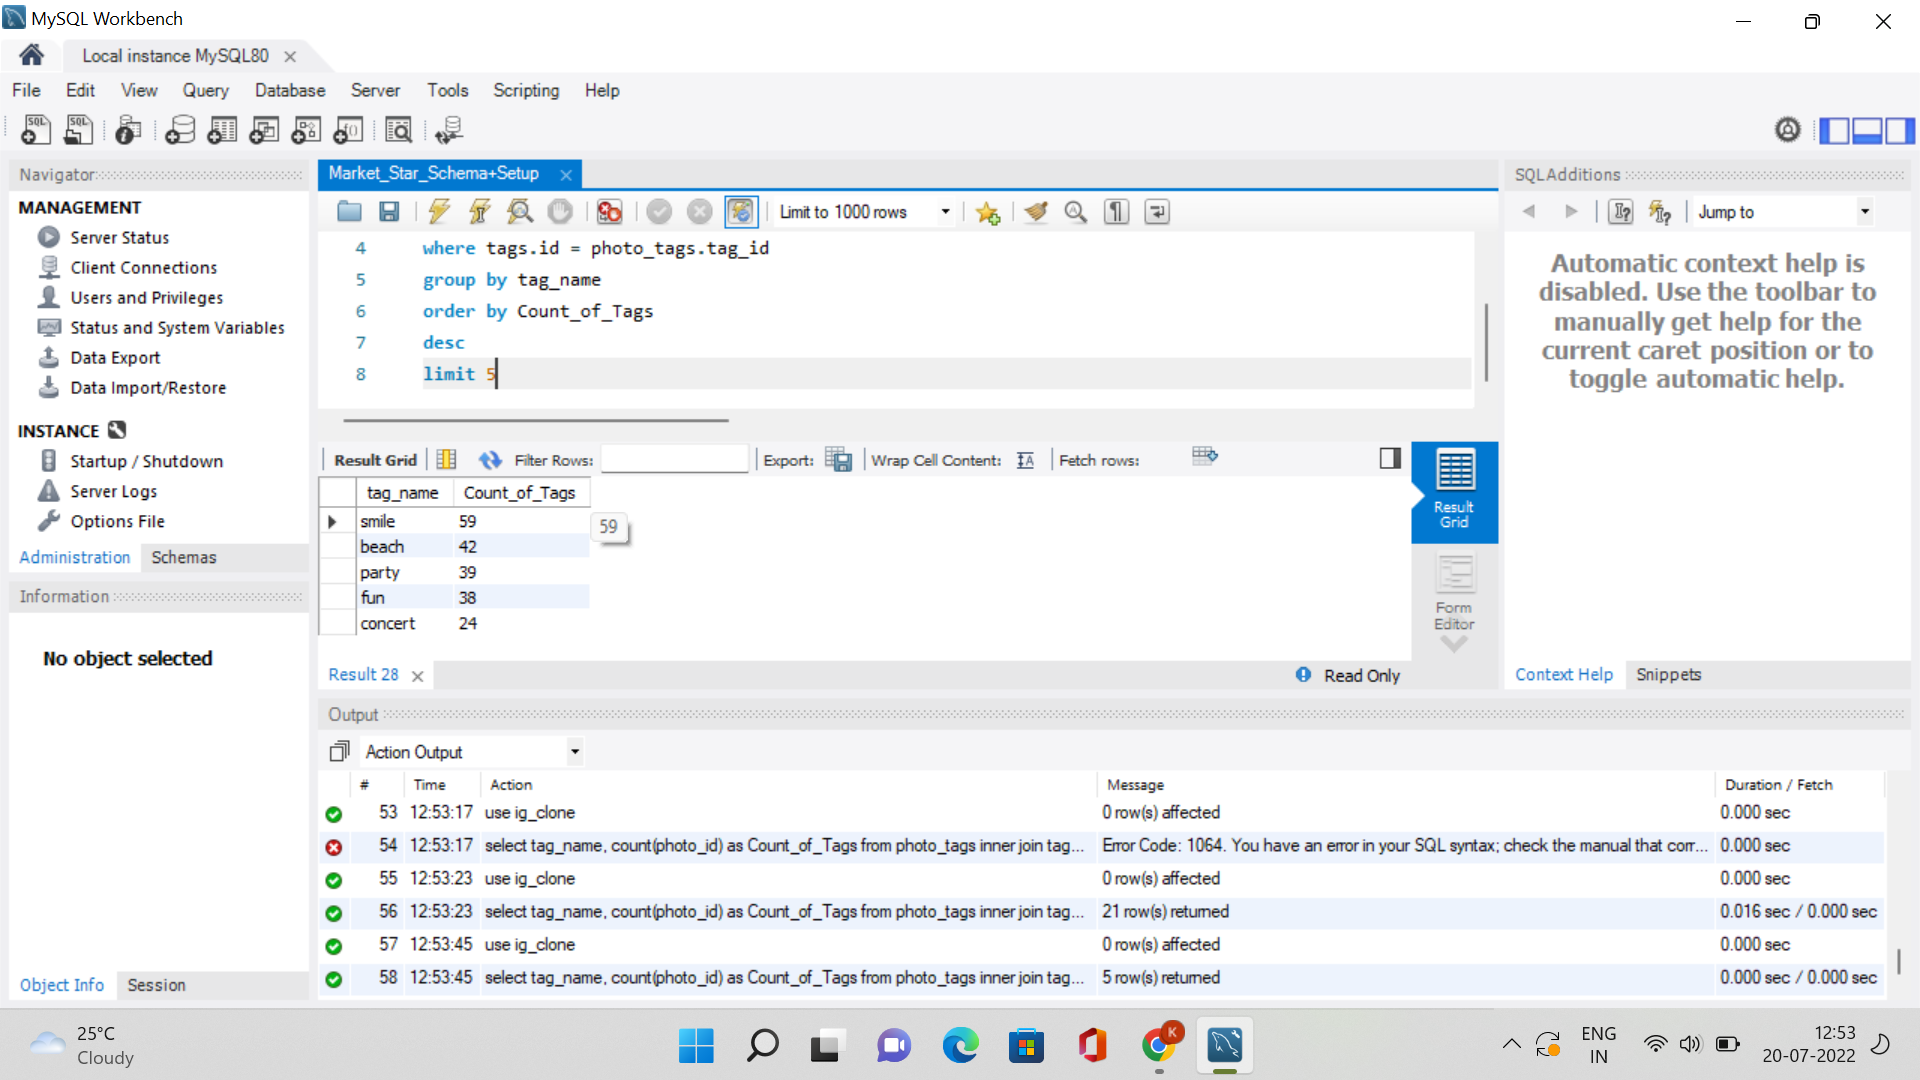 MySQL Workbench
Local instance MySQL80
File Edit View Query Database Server Tools Scripting Help
Navigator
MANAGEMENT
Server Status
Client Connections
Users and Privileges
Status and System Variables
Data Export
Data Import/Restore
INSTANCE
Startup / Shutdown
Server Logs
Options File
Administration Schemas
Information
No object selected
Object Info Session
Market_Star_Schema+Setup
Limit to 1000 rows
4 where tags.id = photo_tags.tag_id
5 group by tag_name
6 order by Count_of_Tags
7 desc
8 limit 5
Result Grid Filter Rows: Export: Wrap Cell Content: Fetch rows:
tag_name Count_of_Tags
smile 59
59
beach 42
party 39
fun 38
concert 24
Result Grid
Form Editor
Result 28
Read Only
SQLAdditions
Jump to
Automatic context help is
disabled. Use the toolbar to
manually get help for the
current caret position or to
toggle automatic help.
Context Help Snippets
Output
Action Output
# Time Action Message Duration / Fetch
53 12:53:17 use ig_clone 0 row(s) affected 0.000 sec
54 12:53:17 select tag_name, count(photo_id) as Count_of_Tags from photo_tags inner join tag... Error Code: 1064. You have an error in your SQL syntax; check the manual that corr... 0.000 sec
55 12:53:23 use ig_clone 0 row(s) affected 0.000 sec
56 12:53:23 select tag_name, count(photo_id) as Count_of_Tags from photo_tags inner join tag... 21 row(s) returned 0.016 sec / 0.000 sec
57 12:53:45 use ig_clone 0 row(s) affected 0.000 sec
58 12:53:45 select tag_name, count(photo_id) as Count_of_Tags from photo_tags inner join tag... 5 row(s) returned 0.000 sec / 0.000 sec
25°C
Cloudy
K
ENG
IN
12:53
20-07-2022